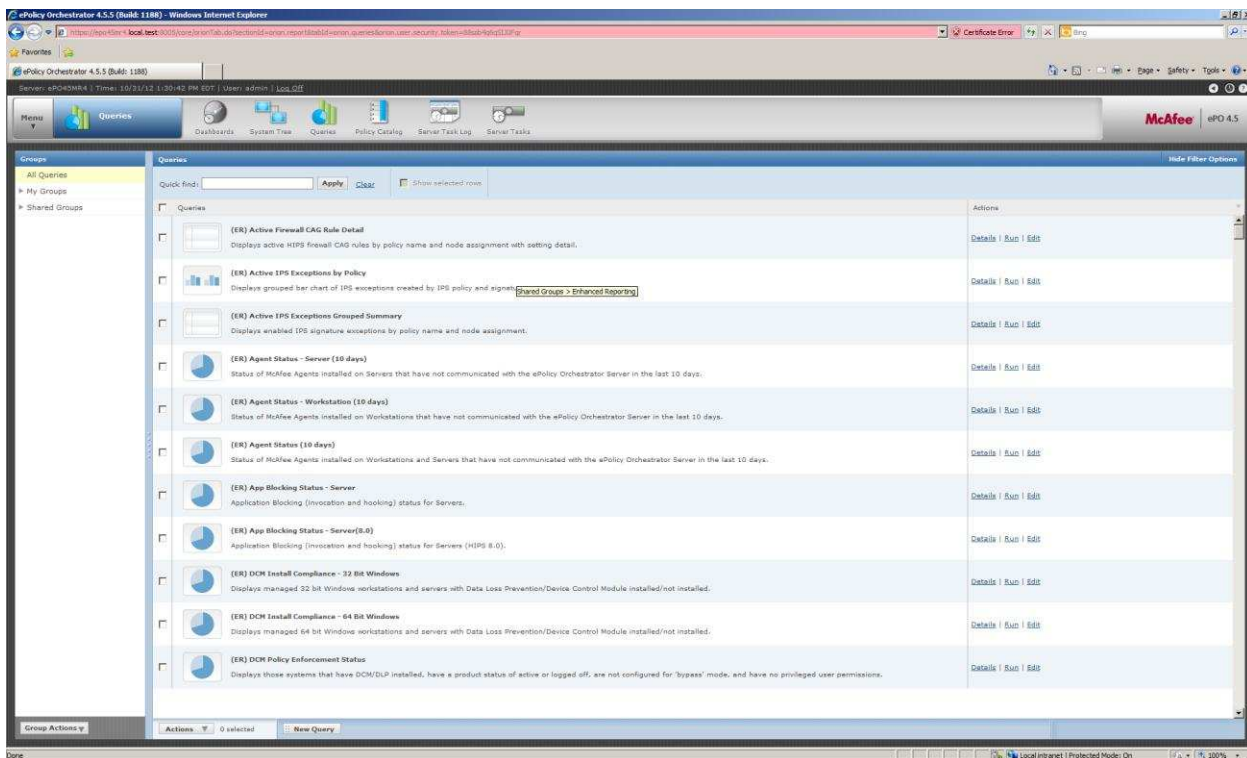 ePolicy Orchestrator 4.5.5 (Build: 1188) - Windows Internet Explorer
Certificate Error
Bing
Favorites
ePolicy Orchestrator 4.5.5 (Build: 1188)
Page Safety Tools
Server: ePO45MR4 | Time: 10/21/12 1:30:42 PM EDT | User: admin | Log Off
Menu
Queries
Dashboards
System Tree
Queries
Policy Catalog
Server Task Log
Server Tasks
McAfee ePO 4.5
Groups
Queries
Hide Filter Options
All Queries
My Groups
Shared Groups
Quick find:
Apply
Clear
Show selected rows
Queries
Actions
(ER) Active Firewall CAG Rule Detail
Displays active HIPS firewall CAG rules by policy name and node assignment with setting detail.
Details | Run | Edit
(ER) Active IPS Exceptions by Policy
Displays grouped bar chart of IPS exceptions created by IPS policy and
Shared Groups > Enhanced Reporting
Details | Run | Edit
(ER) Active IPS Exceptions Grouped Summary
Displays enabled IPS signature exceptions by policy name and node assignment.
Details | Run | Edit
(ER) Agent Status - Server (10 days)
Status of McAfee Agents installed on Servers that have not communicated with the ePolicy Orchestrator Server in the last 10 days.
Details | Run | Edit
(ER) Agent Status - Workstation (10 days)
Status of McAfee Agents installed on Workstations that have not communicated with the ePolicy Orchestrator Server in the last 10 days.
Details | Run | Edit
(ER) Agent Status (10 days)
Status of McAfee Agents installed on Workstations and Servers that have not communicated with the ePolicy Orchestrator Server in the last 10 days.
Details | Run | Edit
(ER) App Blocking Status - Server
Application Blocking (invocation and hooking) status for Servers.
Details | Run | Edit
(ER) App Blocking Status - Server(8.0)
Application Blocking (invocation and hooking) status for Servers (HIPS 8.0).
Details | Run | Edit
(ER) DCM Install Compliance - 32 Bit Windows
Displays managed 32 bit Windows workstations and servers with Data Loss Prevention/Device Control Module installed/not installed.
Details | Run | Edit
(ER) DCM Install Compliance - 64 Bit Windows
Displays managed 64 bit Windows workstations and servers with Data Loss Prevention/Device Control Module installed/not installed.
Details | Run | Edit
(ER) DCM Policy Enforcement Status
Displays those systems that have DCM/DLP installed, have a product status of active or logged off, are not configured for 'bypass' mode, and have no privileged user permissions.
Details | Run | Edit
Group Actions
Actions
0 selected
New Query
Done
Local intranet | Protected Mode: On
100%